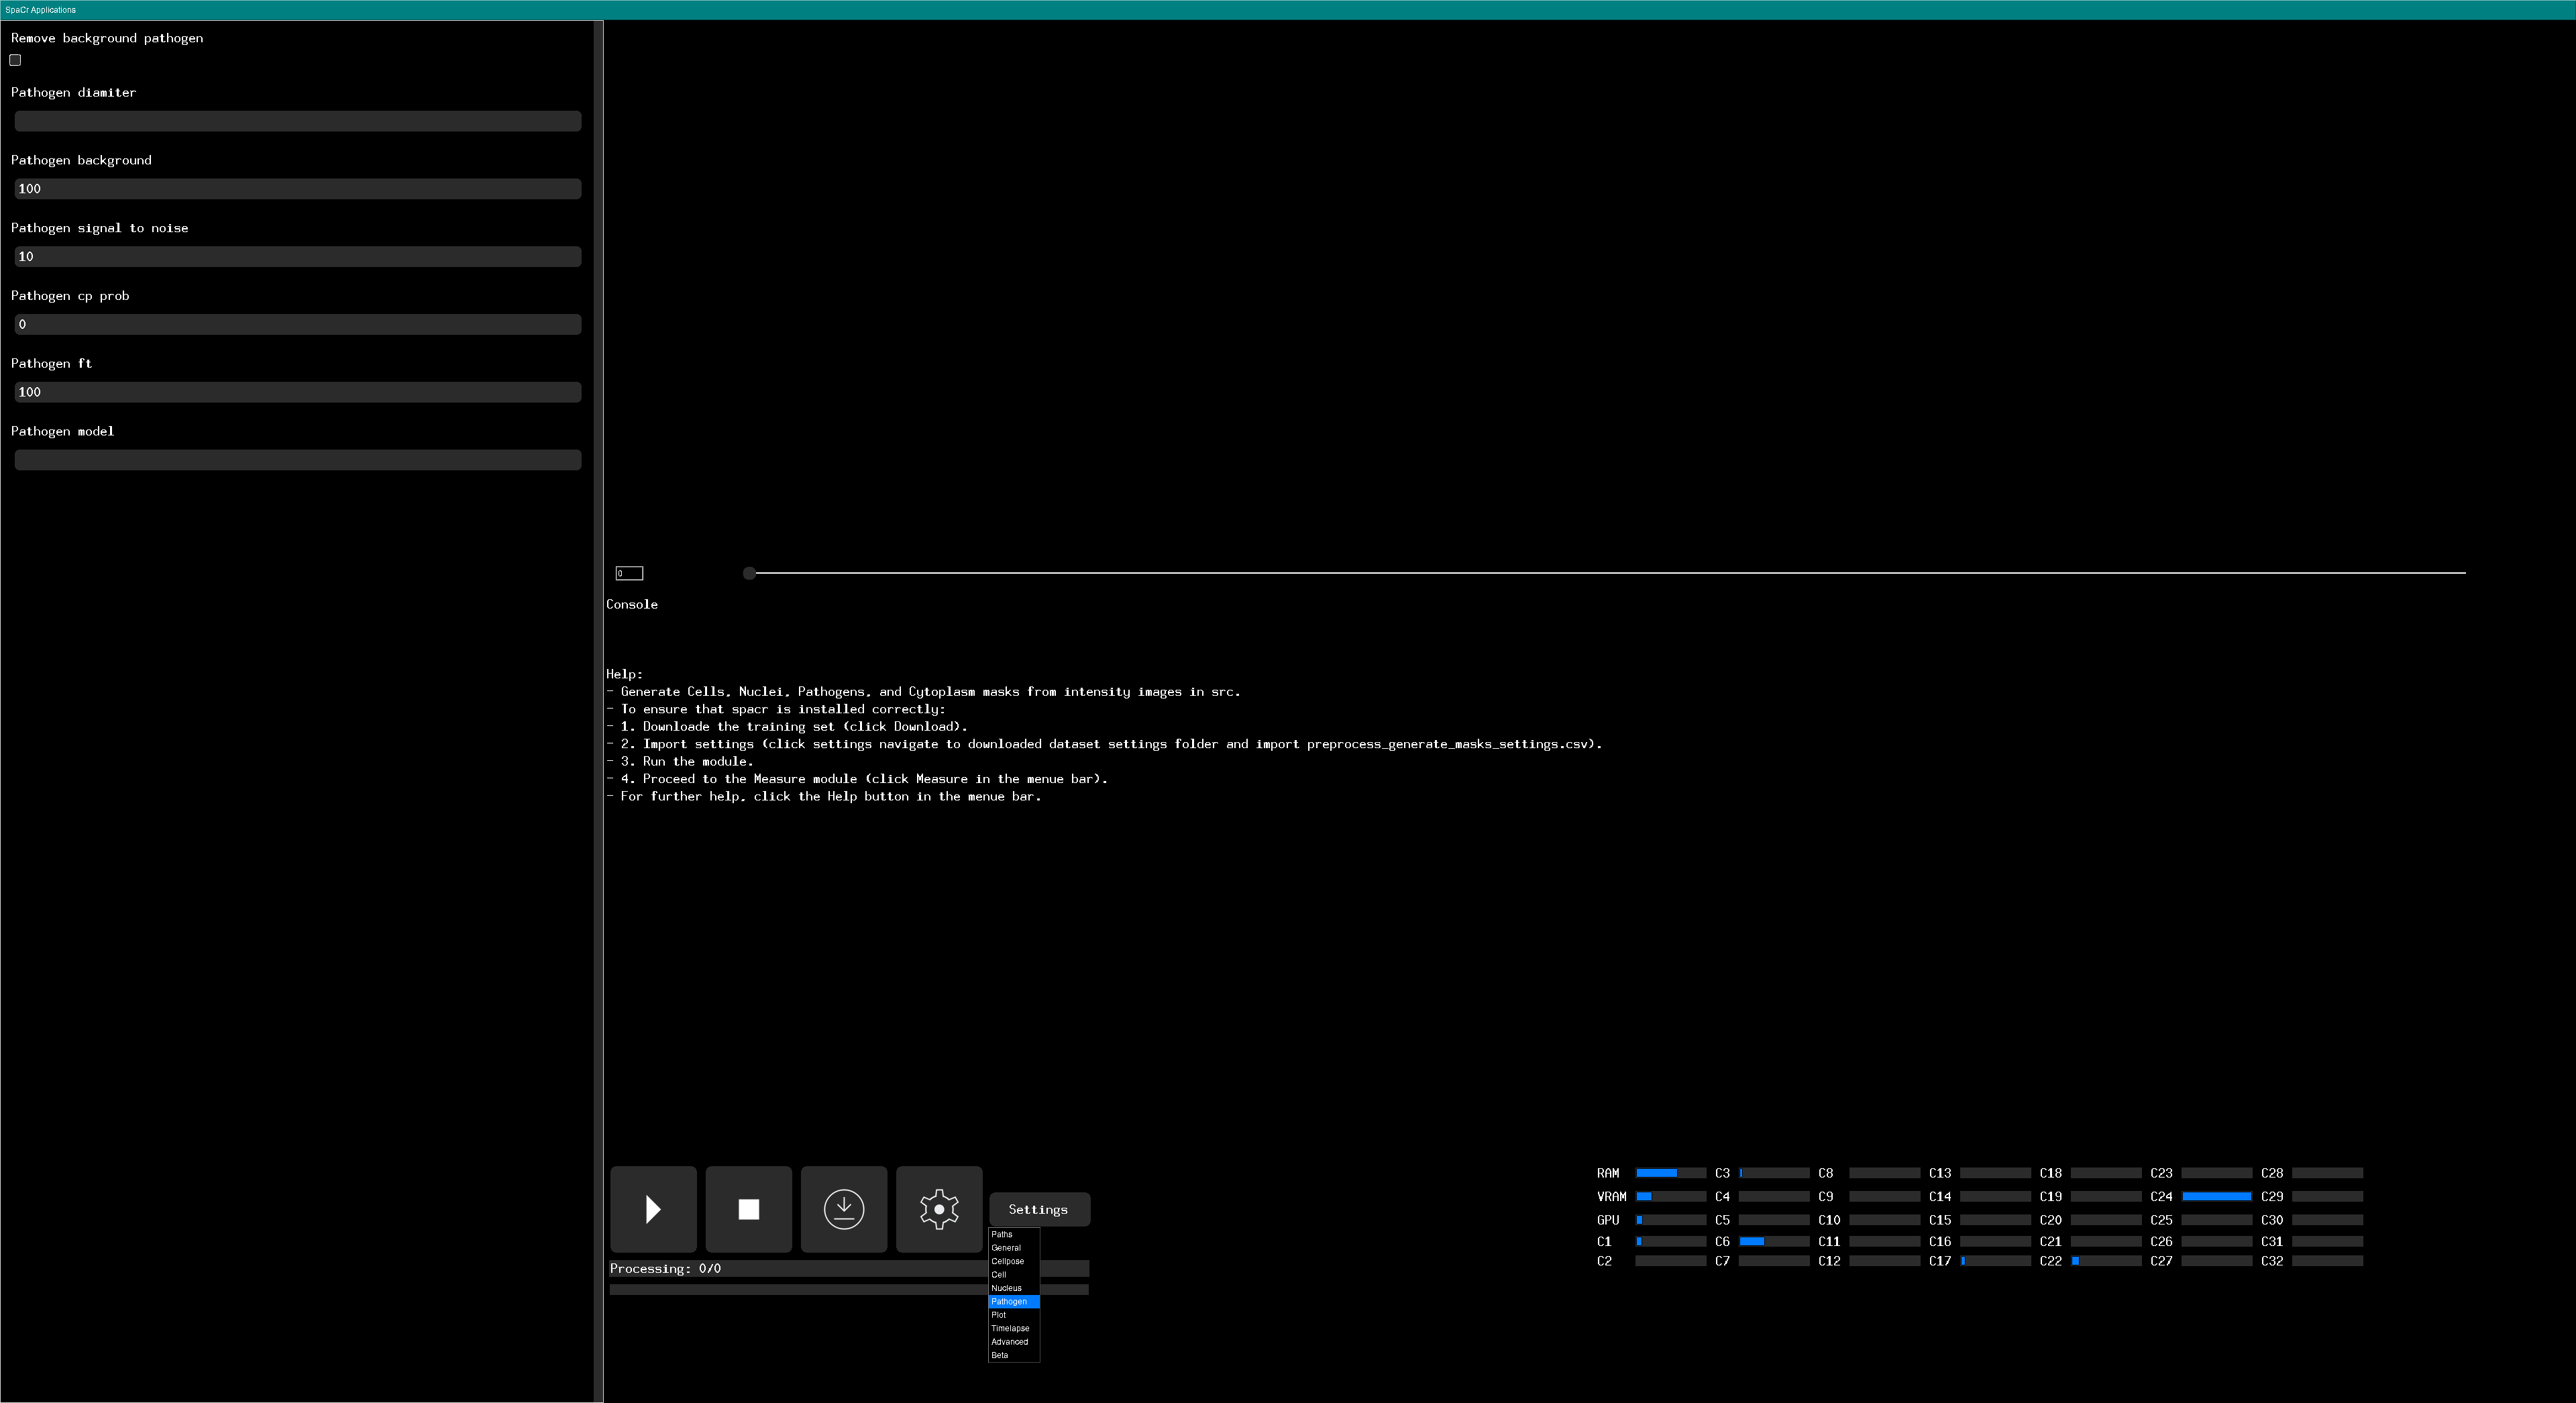 SpaCr Applications
Remove background pathogen
Pathogen diamiter
Pathogen background
100
Pathogen signal to noise
10
Pathogen cp prob
0
Pathogen ft
100
Pathogen model
0
Console
Help:
- Generate Cells, Nuclei, Pathogens, and Cytoplasm masks from intensity images in src.
- To ensure that spacr is installed correctly:
- 1. Downloade the training set (click Download).
- 2. Import settings (click settings navigate to downloaded dataset settings folder and import preprocess_generate_masks_settings.csv).
- 3. Run the module.
- 4. Proceed to the Measure module (click Measure in the menue bar).
- For further help, click the Help button in the menue bar.
Settings
Paths
General
Cellpose
Cell
Nucleus
Pathogen
Plot
Timelapse
Advanced
Beta
Processing: 0/0
RAM C3 C8 C13 C18 C23 C28
VRAM C4 C9 C14 C19 C24 C29
GPU C5 C10 C15 C20 C25 C30
C1 C6 C11 C16 C21 C26 C31
C2 C7 C12 C17 C22 C27 C32